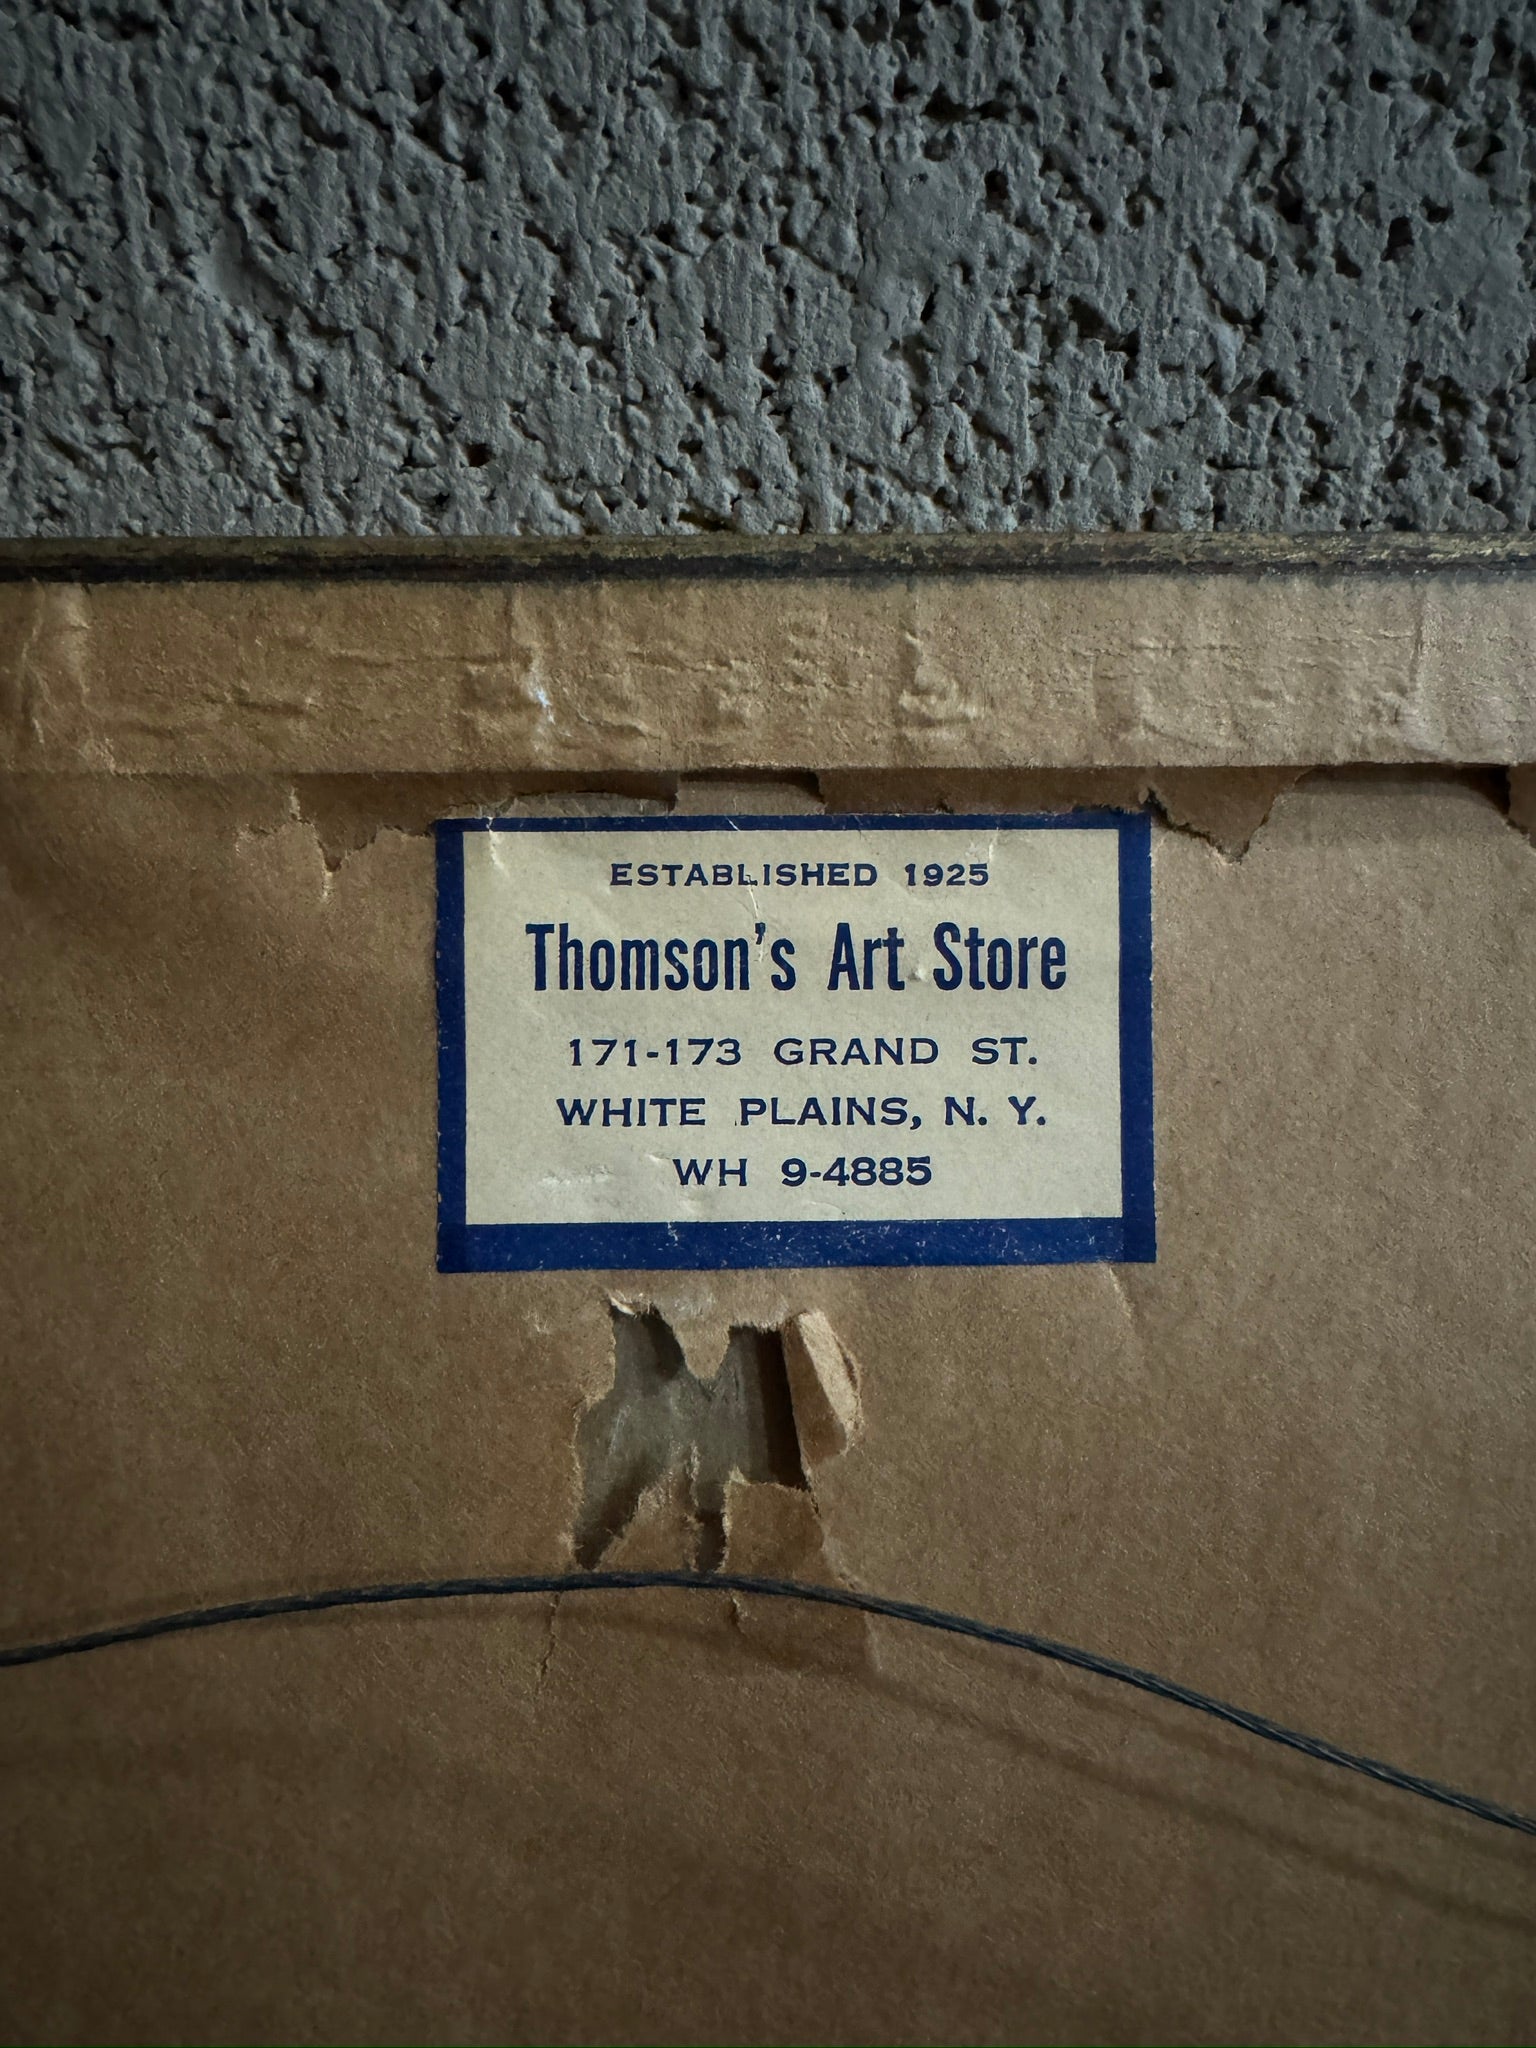 ESTABLISHED 1925
Thomson's Art Store
171-173 GRAND ST.
WHITE PLAINS, N. Y.
WH 9-4885